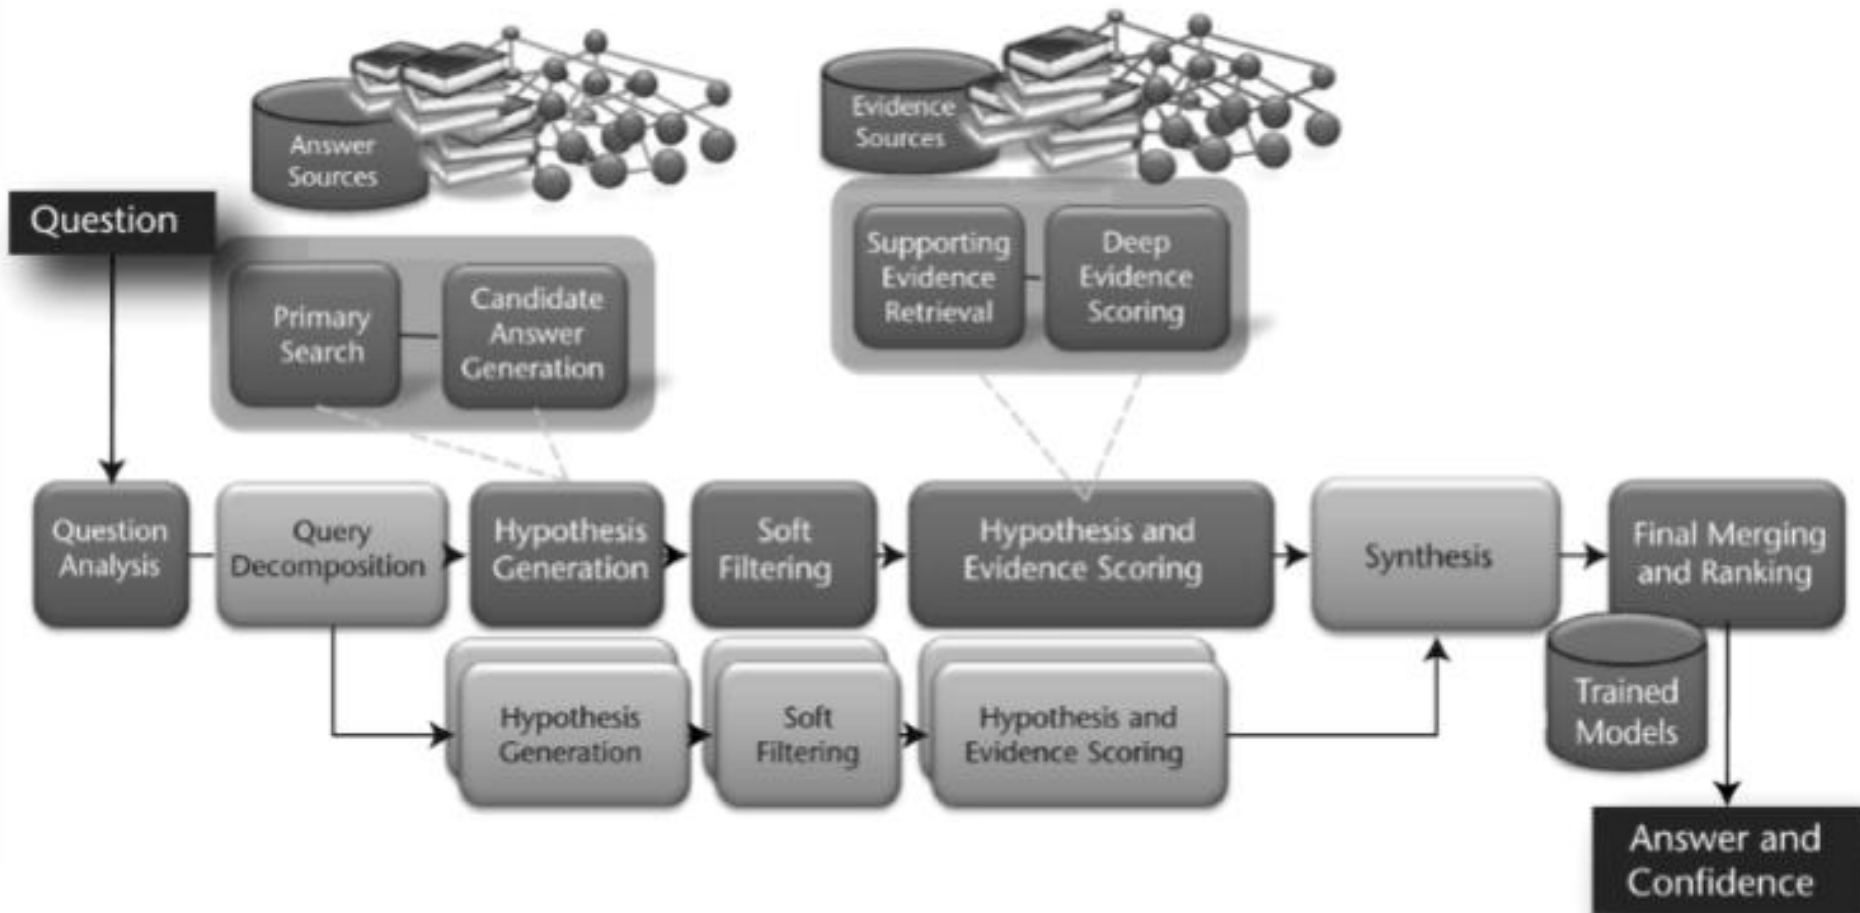 Answer
Sources
Evidence
Sources
Question
Primary
Search
Candidate
Answer
Generation
Supporting
Evidence
Retrieval
Deep
Evidence
Scoring
Question
Analysis
Query
Decomposition
Hypothesis
Generation
Soft
Filtering
Hypothesis and
Evidence Scoring
Synthesis
Final Merging
and Ranking
Hypothesis
Generation
Soft
Filtering
Hypothesis and
Evidence Scoring
Trained
Models
Answer and
Confidence